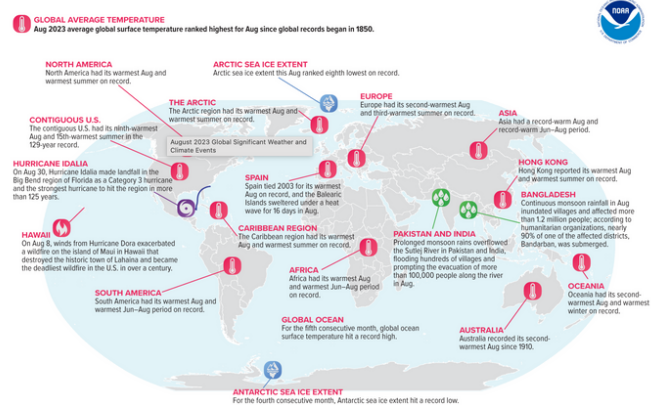 GLOBAL AVERAGE TEMPERATURE
Aug 2023 average global surface temperature ranked highest for Aug since global records began in 1850.
NOAA
NORTH AMERICA
North America had its warmest Aug and
warmest summer on record.
ARCTIC SEA ICE EXTENT
Arctic sea ice extent this Aug ranked eighth lowest on record.
THE ARCTIC
The Arctic region had its warmest Aug and
warmest summer on record.
EUROPE
Europe had its second-warmest Aug
and third-warmest summer on record.
ASIA
Asia had a record-warm Aug and
record-warm Jun–Aug period.
CONTIGUOUS U.S.
The contiguous U.S. had its ninth-warmest
Aug and 15th-warmest summer in the
129-year record.
August 2023 Global Significant Weather and
Climate Events
HURRICANE IDALIA
On Aug 30, Hurricane Idalia made landfall in the
Big Bend region of Florida as a Category 3 hurricane
and the strongest hurricane to hit the region in more
than 125 years.
SPAIN
Spain tied 2003 for its warmest
Aug on record, and the Balearic
Islands sweltered under a heat
wave for 16 days in Aug.
HONG KONG
Hong Kong reported its warmest Aug
and warmest summer on record.
BANGLADESH
Continuous monsoon rainfall in Aug
inundated villages and affected more
than 1.2 million people; according to
humanitarian organizations, nearly
90% of one of the affected districts,
Bandarban, was submerged.
HAWAII
On Aug 8, winds from Hurricane Dora exacerbated
a wildfire on the island of Maui in Hawaii that
destroyed the historic town of Lahaina and became
the deadliest wildfire in the U.S. in over a century.
CARIBBEAN REGION
The Caribbean region had its warmest
Aug and warmest summer on record.
PAKISTAN AND INDIA
Prolonged monsoon rains overflowed
the Sutlej River in Pakistan and India,
flooding hundreds of villages and
prompting the evacuation of more
than 100,000 people along the river
in Aug.
AFRICA
Africa had its warmest Aug
and warmest Jun–Aug period
on record.
SOUTH AMERICA
South America had its warmest Aug and
warmest Jun–Aug period on record.
OCEANIA
Oceania had its second-
warmest Aug and warmest
winter on record.
GLOBAL OCEAN
For the fifth consecutive month, global ocean
surface temperature hit a record high.
AUSTRALIA
Australia recorded its second-
warmest Aug since 1910.
ANTARCTIC SEA ICE EXTENT
For the fourth consecutive month, Antarctic sea ice extent hit a record low.